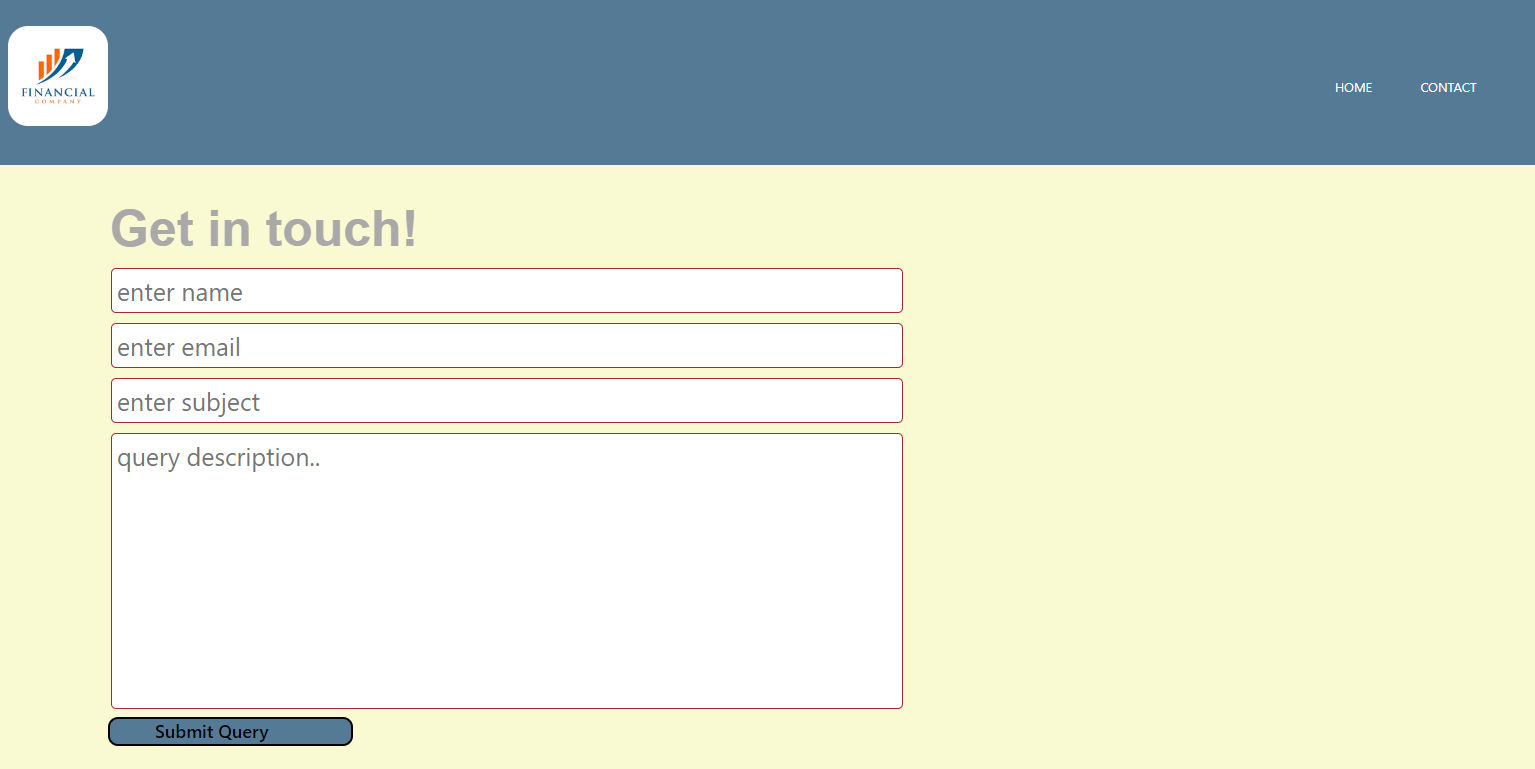 FINANCIAL
COMPANY
HOME CONTACT
Get in touch!
enter name
enter email
enter subject
query description..
Submit Query